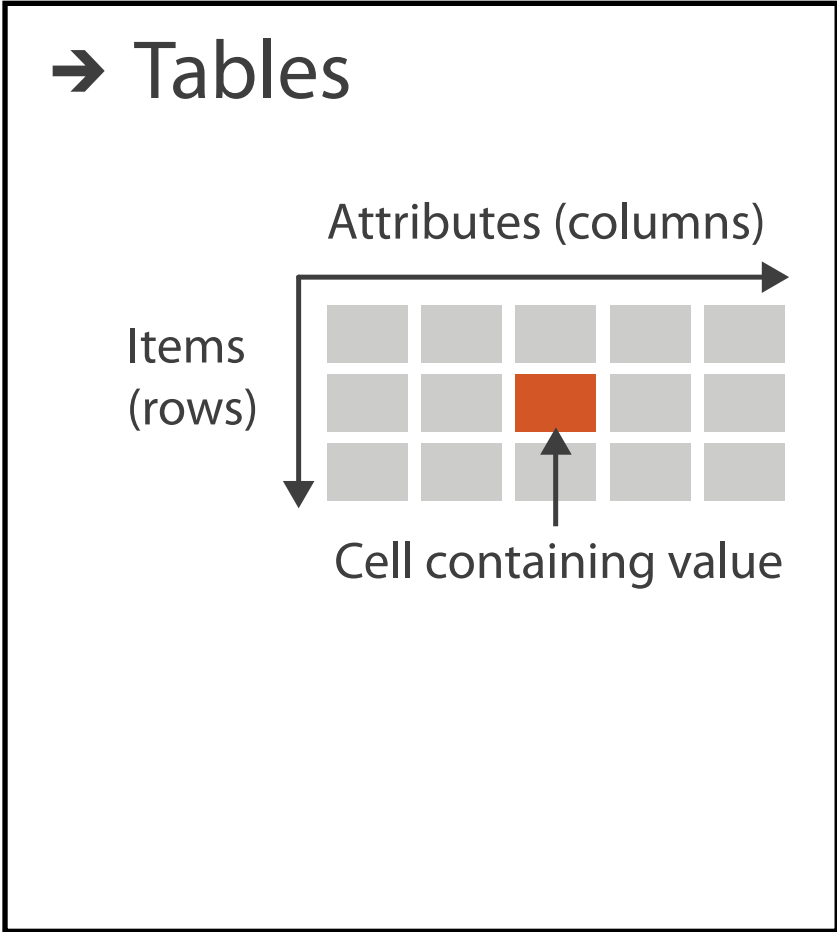 ➔ Tables
Attributes (columns)
Items
(rows)
Cell containing value